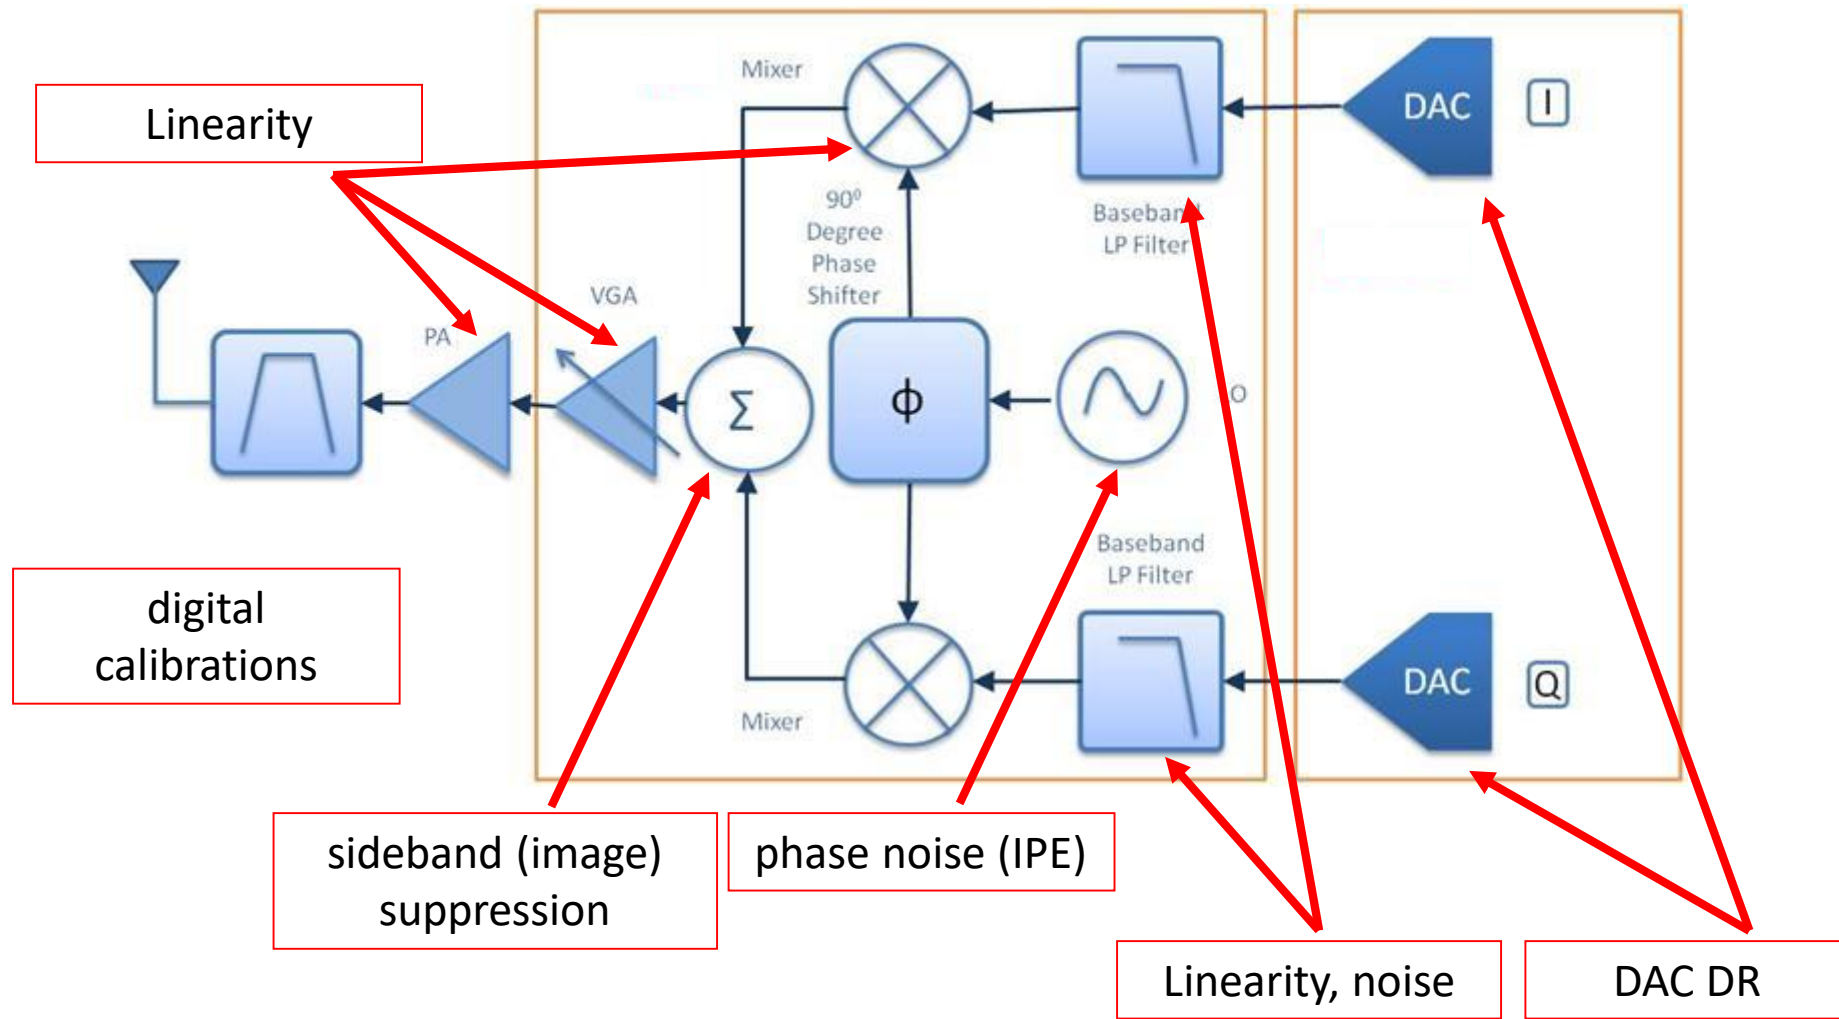 Mixer
DAC
I
Linearity
90⁰
Degree
Phase
Shifter
Baseband
LP Filter
VGA
PA
Σ
ϕ
O
Baseband
LP Filter
digital
calibrations
DAC
Q
Mixer
sideband (image)
suppression
phase noise (IPE)
Linearity, noise
DAC DR